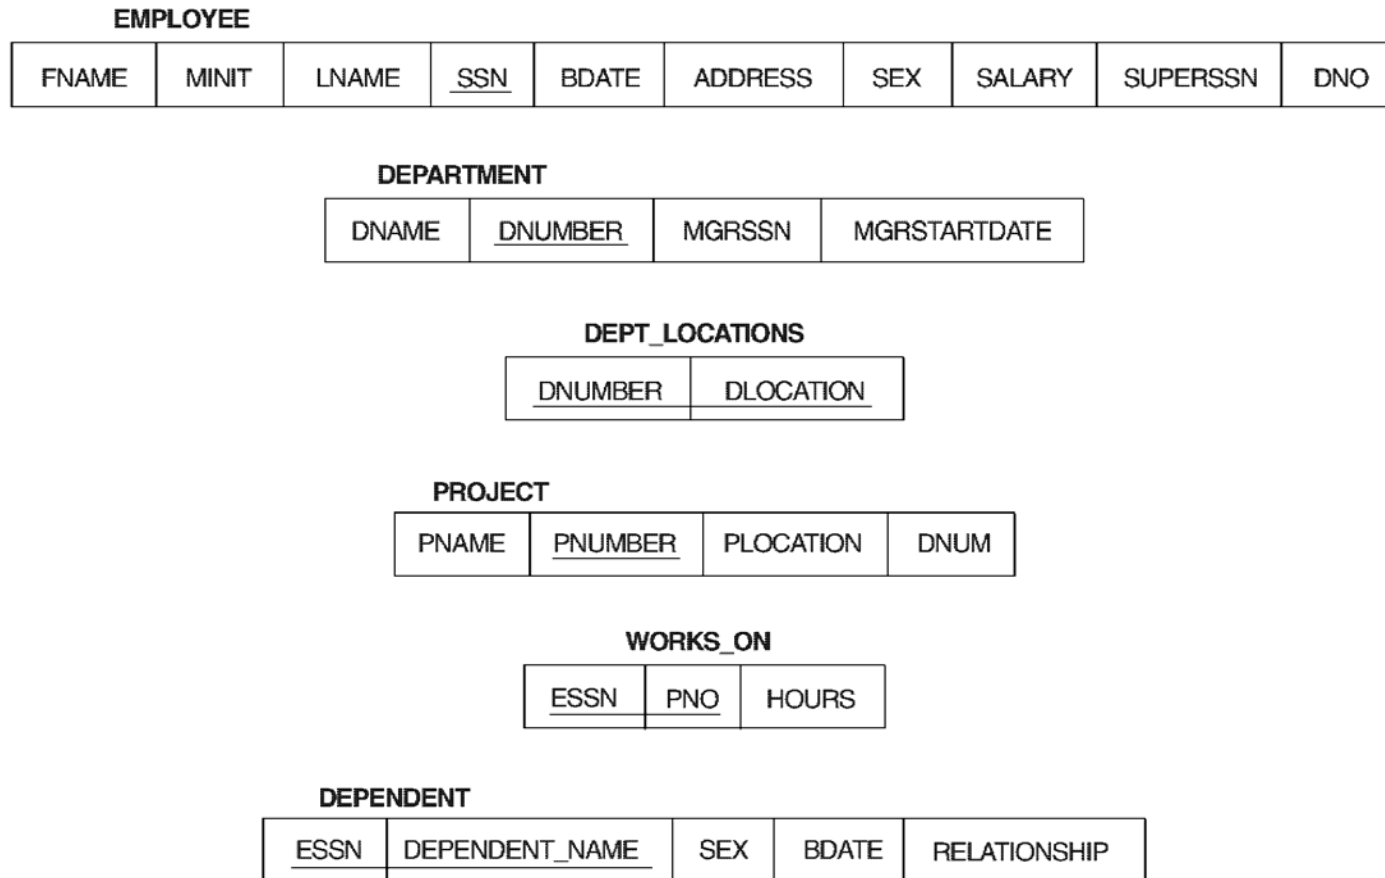 EMPLOYEE
FNAME MINIT LNAME SSN BDATE ADDRESS SEX SALARY SUPERSSN DNO
DEPARTMENT
DNAME DNUMBER MGRSSN MGRSTARTDATE
DEPT_LOCATIONS
DNUMBER DLOCATION
PROJECT
PNAME PNUMBER PLOCATION DNUM
WORKS_ON
ESSN PNO HOURS
DEPENDENT
ESSN DEPENDENT_NAME SEX BDATE RELATIONSHIP